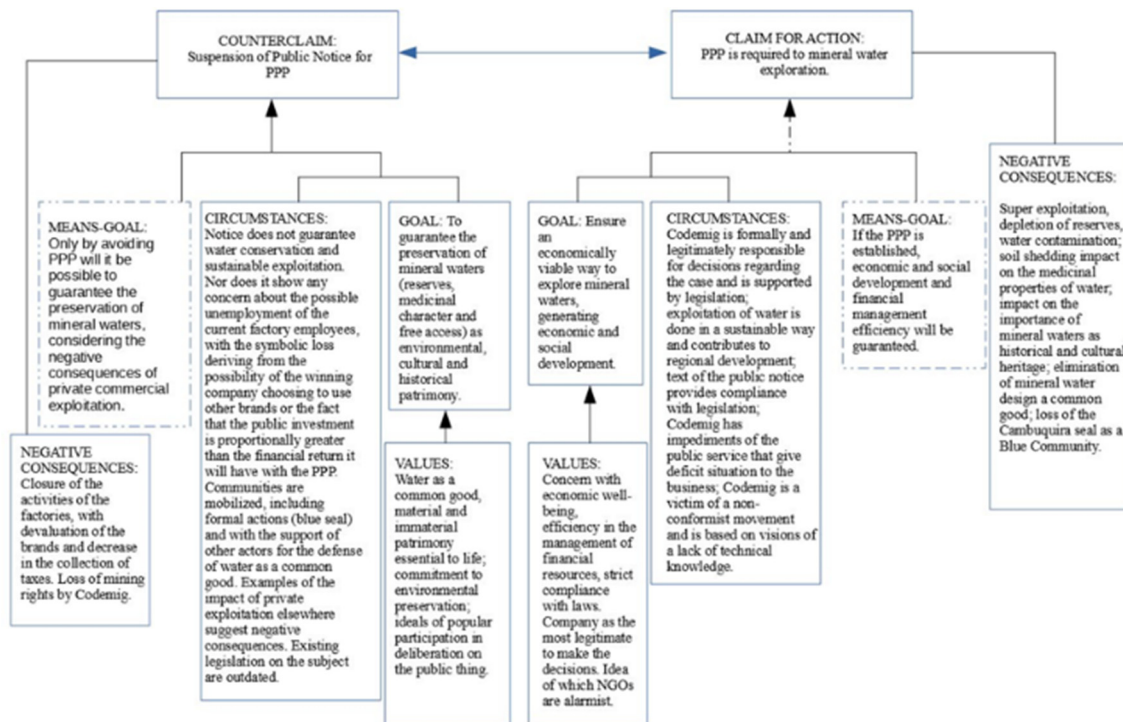 COUNTERCLAIM:
Suspension of Public Notice for
PPP
CLAIM FOR ACTION:
PPP is required to mineral water
exploration.
MEANS-GOAL:
Only by avoiding
PPP will it be
possible to
guarantee the
preservation of
mineral waters,
considering the
negative
consequences of
private commercial
exploitation.
NEGATIVE
CONSEQUENCES:
Closure of the
activities of the
factories, with
devaluation of the
brands and decrease
in the collection of
taxes. Loss of mining
rights by Codemig.
CIRCUMSTANCES:
Notice does not guarantee
water conservation and
sustainable exploitation.
Nor does it show any
concern about the possible
unemployment of the
current factory employees,
with the symbolic loss
deriving from the
possibility of the winning
company choosing to use
other brands or the fact
that the public investment
is proportionally greater
than the financial return it
will have with the PPP.
Communities are
mobilized, including
formal actions (blue seal)
and with the support of
other actors for the defense
of water as a common
good. Examples of the
impact of private
exploitation elsewhere
suggest negative
consequences. Existing
legislation on the subject
are outdated.
GOAL: To
guarantee the
preservation of
mineral waters
(reserves,
medicinal
character and
free access) as
environmental,
cultural and
historical
patrimony.
VALUES:
Water as a
common good,
material and
immaterial
patrimony
essential to life;
commitment to
environmental
preservation;
ideals of popular
participation in
deliberation on
the public thing.
GOAL: Ensure
an
economically
viable way to
explore mineral
waters,
generating
economic and
social
development.
VALUES:
Concern with
economic well-
being,
efficiency in the
management of
financial
resources, strict
compliance
with laws.
Company as the
most legitimate
to make the
decisions. Idea
of which NGOs
are alarmist.
CIRCUMSTANCES:
Codemig is formally and
legitimately responsible
for decisions regarding
the case and is supported
by legislation;
exploitation of water is
done in a sustainable way
and contributes to
regional development;
text of the public notice
provides compliance
with legislation;
Codemig has
impediments of the
public service that give
deficit situation to the
business; Codemig is a
victim of a non-
conformist movement
and is based on visions of
a lack of technical
knowledge.
MEANS-GOAL:
If the PPP is
established,
economic and social
development and
financial
management
efficiency will be
guaranteed.
NEGATIVE
CONSEQUENCES:
Super exploitation,
depletion of reserves,
water contamination;
soil shedding impact
on the medicinal
properties of water;
impact on the
importance of
mineral waters as
historical and cultural
heritage; elimination
of mineral water
design a common
good; loss of the
Cambuquira seal as a
Blue Community.